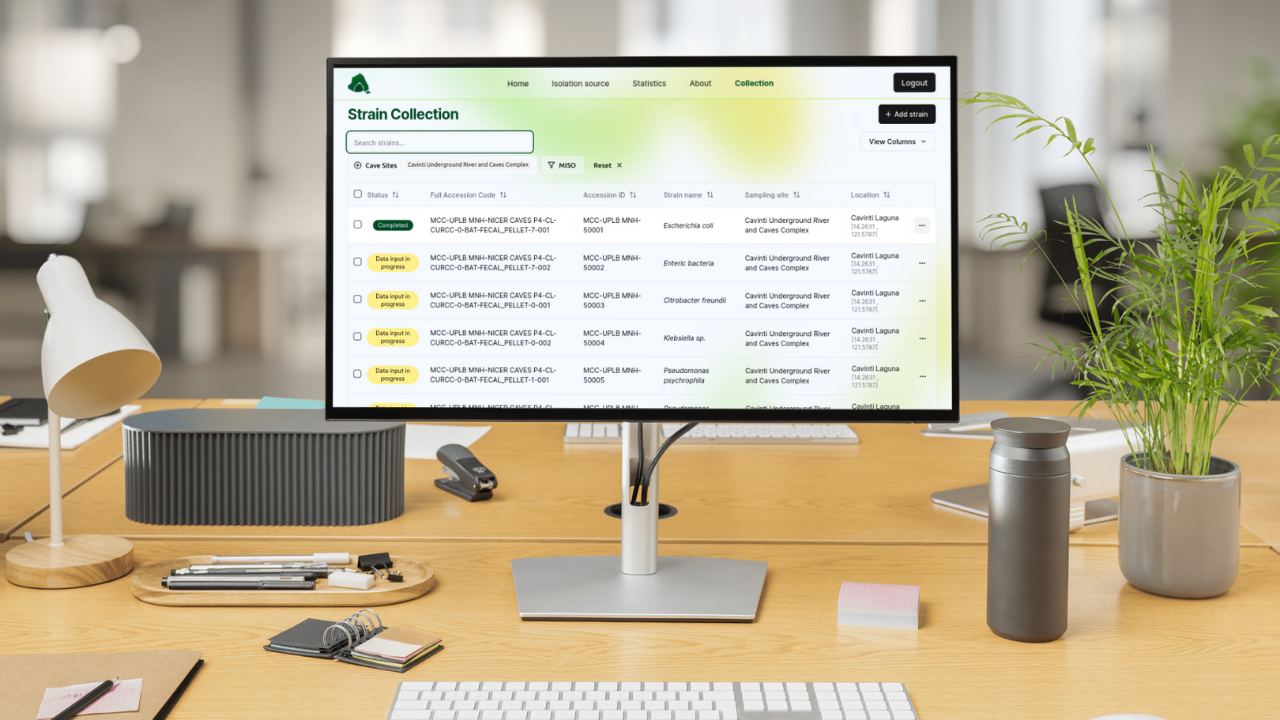 Home Isolation source Statistics About Collection Logout
Strain Collection
+ Add strain
Search strains...
View Columns
Cave Sites Cavinti Underground River and Caves Complex MISO Reset ×
Status Full Accession Code Accession ID Strain name Sampling site Location
Completed
MCC-UPLB MNH-NICER CAVES P4-CL-
CURCC-0-BAT-FECAL_PELLET-7-001
MCC-UPLB MNH-
50001
Escherichia coli
Cavinti Underground River
and Caves Complex
Cavinti Laguna
[14.2631 ,
121.5787]
...
Data input in
progress
MCC-UPLB MNH-NICER CAVES P4-CL-
CURCC-0-BAT-FECAL_PELLET-7-002
MCC-UPLB MNH-
50002
Enteric bacteria
Cavinti Underground River
and Caves Complex
Cavinti Laguna
[14.2631 ,
121.5787]
...
Data input in
progress
MCC-UPLB MNH-NICER CAVES P4-CL-
CURCC-0-BAT-FECAL_PELLET-0-001
MCC-UPLB MNH-
50003
Citrobacter freundii
Cavinti Underground River
and Caves Complex
Cavinti Laguna
[14.2631 ,
121.5787]
...
Data input in
progress
MCC-UPLB MNH-NICER CAVES P4-CL-
CURCC-0-BAT-FECAL_PELLET-0-002
MCC-UPLB MNH-
50004
Klebsiella sp.
Cavinti Underground River
and Caves Complex
Cavinti Laguna
[14.2631 ,
121.5787]
...
Data input in
progress
MCC-UPLB MNH-NICER CAVES P4-CL-
CURCC-0-BAT-FECAL_PELLET-1-001
MCC-UPLB MNH-
50005
Pseudomonas
psychrophila
Cavinti Underground River
and Caves Complex
Cavinti Laguna
[14.2631 ,
121.5787]
...
Data input in
MCC-UPLB MNH-NICER CAVES P4-CL-
MCC-UPLB MNH-
Pseudomonas
Cavinti Underground River
Cavinti Laguna